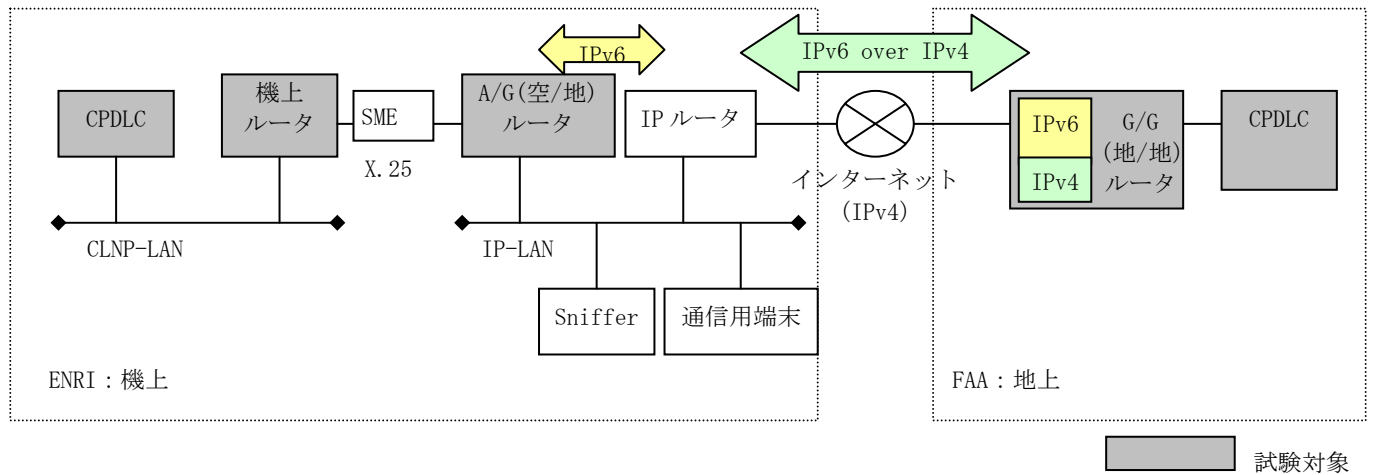 IPv6
IPv6 over IPv4
CPDLC
機上
ルータ
SME
X.25
A/G(空/地)
ルータ
IP ルータ
インターネット
(IPv4)
IPv6
IPv4
G/G
(地/地)
ルータ
CPDLC
CLNP-LAN
IP-LAN
Sniffer
通信用端末
ENRI：機上
FAA：地上
試験対象